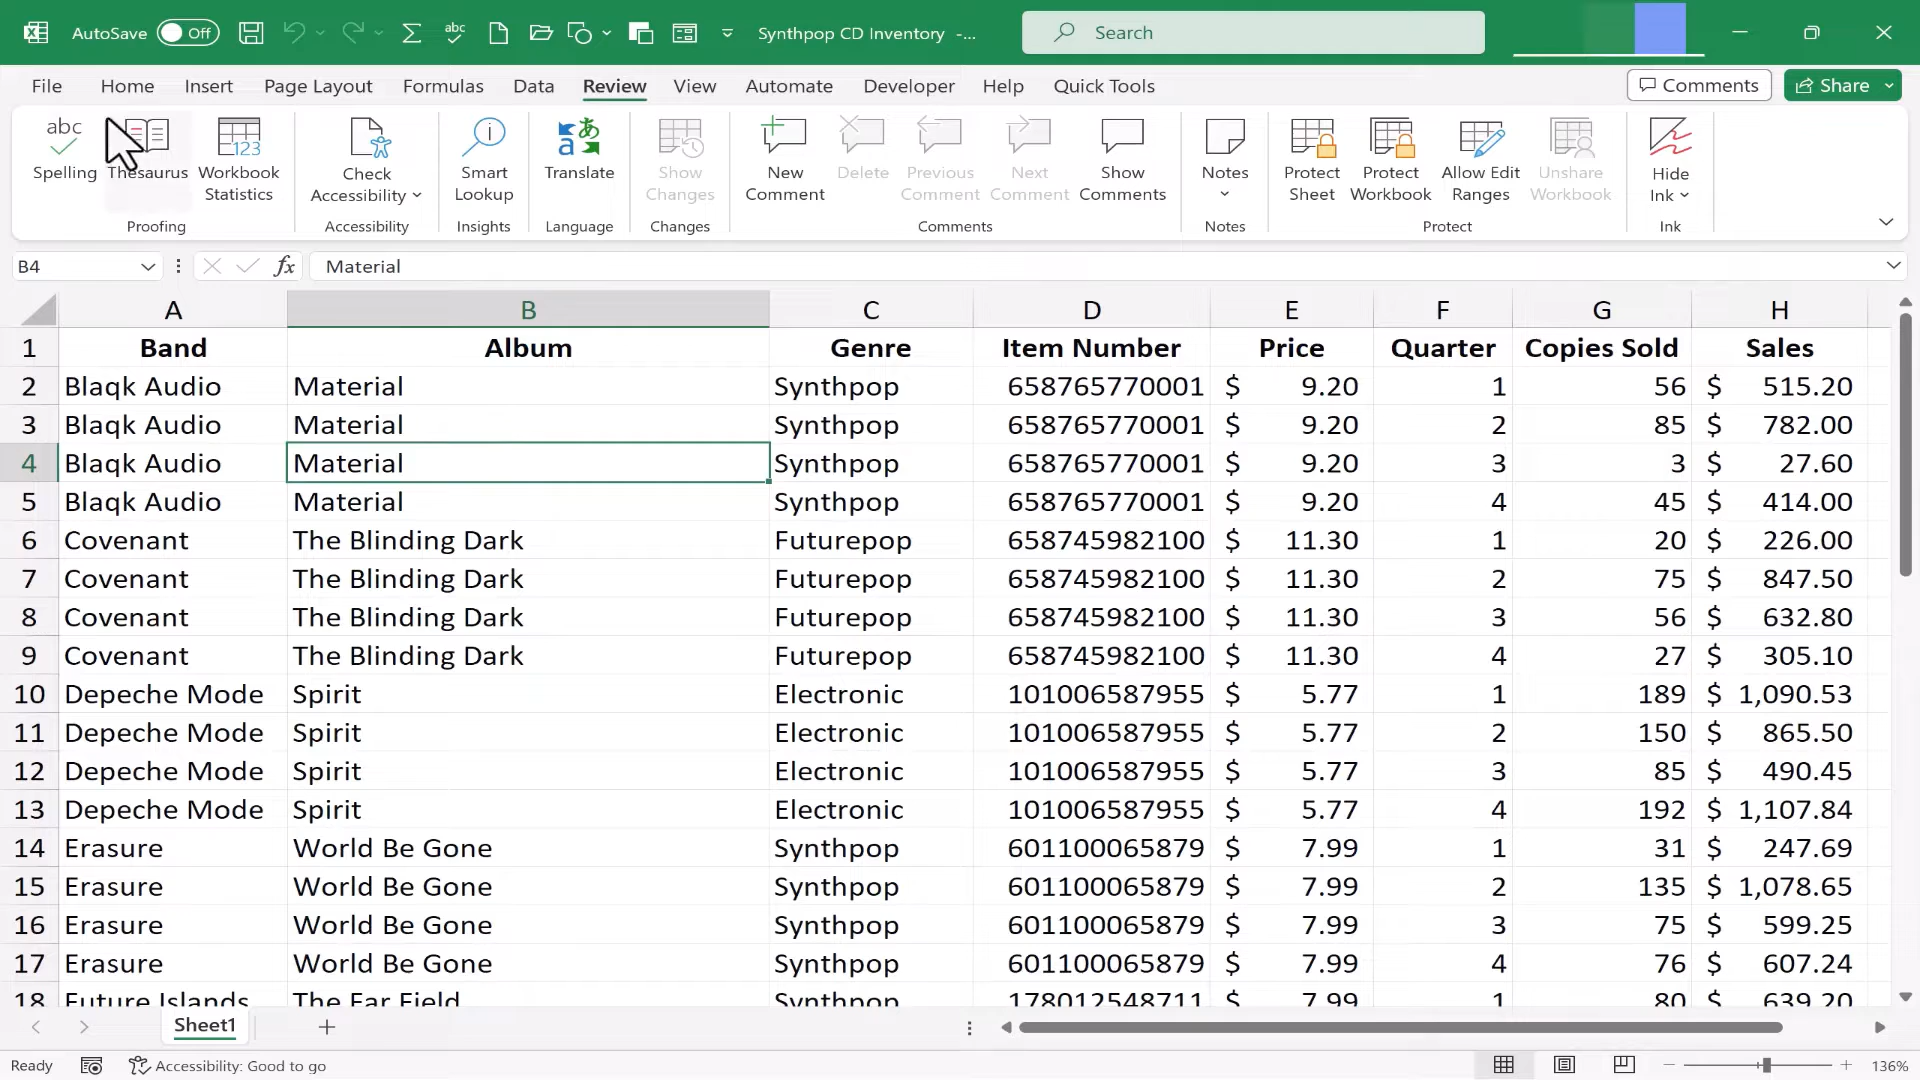 AutoSave Off abc Synthpop CD Inventory -... Search
File Home Insert Page Layout Formulas Data Review View Automate Developer Help Quick Tools Comments Share
abc 123
Spelling Thesaurus Workbook Statistics Check Accessibility Smart Lookup Translate Show Changes New Comment Delete Previous Comment Next Comment Show Comments Notes Protect Sheet Protect Workbook Allow Edit Ranges Unshare Workbook Hide Ink
Proofing Accessibility Insights Language Changes Comments Notes Protect Ink
B4 fx Material
A B C D E F G H
1 Band Album Genre Item Number Price Quarter Copies Sold Sales
2 Blaqk Audio Material Synthpop 658765770001 $ 9.20 1 56 $ 515.20
3 Blaqk Audio Material Synthpop 658765770001 $ 9.20 2 85 $ 782.00
4 Blaqk Audio Material Synthpop 658765770001 $ 9.20 3 3 $ 27.60
5 Blaqk Audio Material Synthpop 658765770001 $ 9.20 4 45 $ 414.00
6 Covenant The Blinding Dark Futurepop 658745982100 $ 11.30 1 20 $ 226.00
7 Covenant The Blinding Dark Futurepop 658745982100 $ 11.30 2 75 $ 847.50
8 Covenant The Blinding Dark Futurepop 658745982100 $ 11.30 3 56 $ 632.80
9 Covenant The Blinding Dark Futurepop 658745982100 $ 11.30 4 27 $ 305.10
10 Depeche Mode Spirit Electronic 101006587955 $ 5.77 1 189 $ 1,090.53
11 Depeche Mode Spirit Electronic 101006587955 $ 5.77 2 150 $ 865.50
12 Depeche Mode Spirit Electronic 101006587955 $ 5.77 3 85 $ 490.45
13 Depeche Mode Spirit Electronic 101006587955 $ 5.77 4 192 $ 1,107.84
14 Erasure World Be Gone Synthpop 601100065879 $ 7.99 1 31 $ 247.69
15 Erasure World Be Gone Synthpop 601100065879 $ 7.99 2 135 $ 1,078.65
16 Erasure World Be Gone Synthpop 601100065879 $ 7.99 3 75 $ 599.25
17 Erasure World Be Gone Synthpop 601100065879 $ 7.99 4 76 $ 607.24
18 Future Islands The Far Field Synthpop 178012548711 $ 7.99 1 80 $ 639.20
Sheet1
Ready Accessibility: Good to go 136%